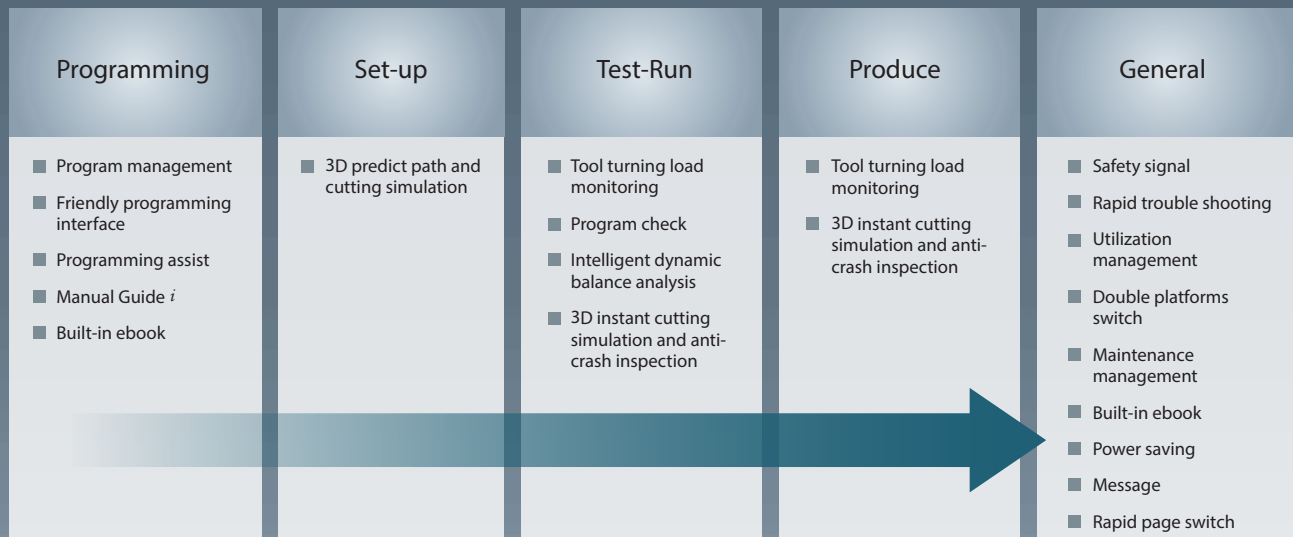 Programming
Program management
Friendly programming
interface
Programming assist
Manual Guide i
Built-in ebook
Set-up
3D predict path and
cutting simulation
Test-Run
Tool turning load
monitoring
Program check
Intelligent dynamic
balance analysis
3D instant cutting
simulation and anti-
crash inspection
Produce
Tool turning load
monitoring
3D instant cutting
simulation and anti-
crash inspection
General
Safety signal
Rapid trouble shooting
Utilization
management
Double platforms
switch
Maintenance
management
Built-in ebook
Power saving
Message
Rapid page switch